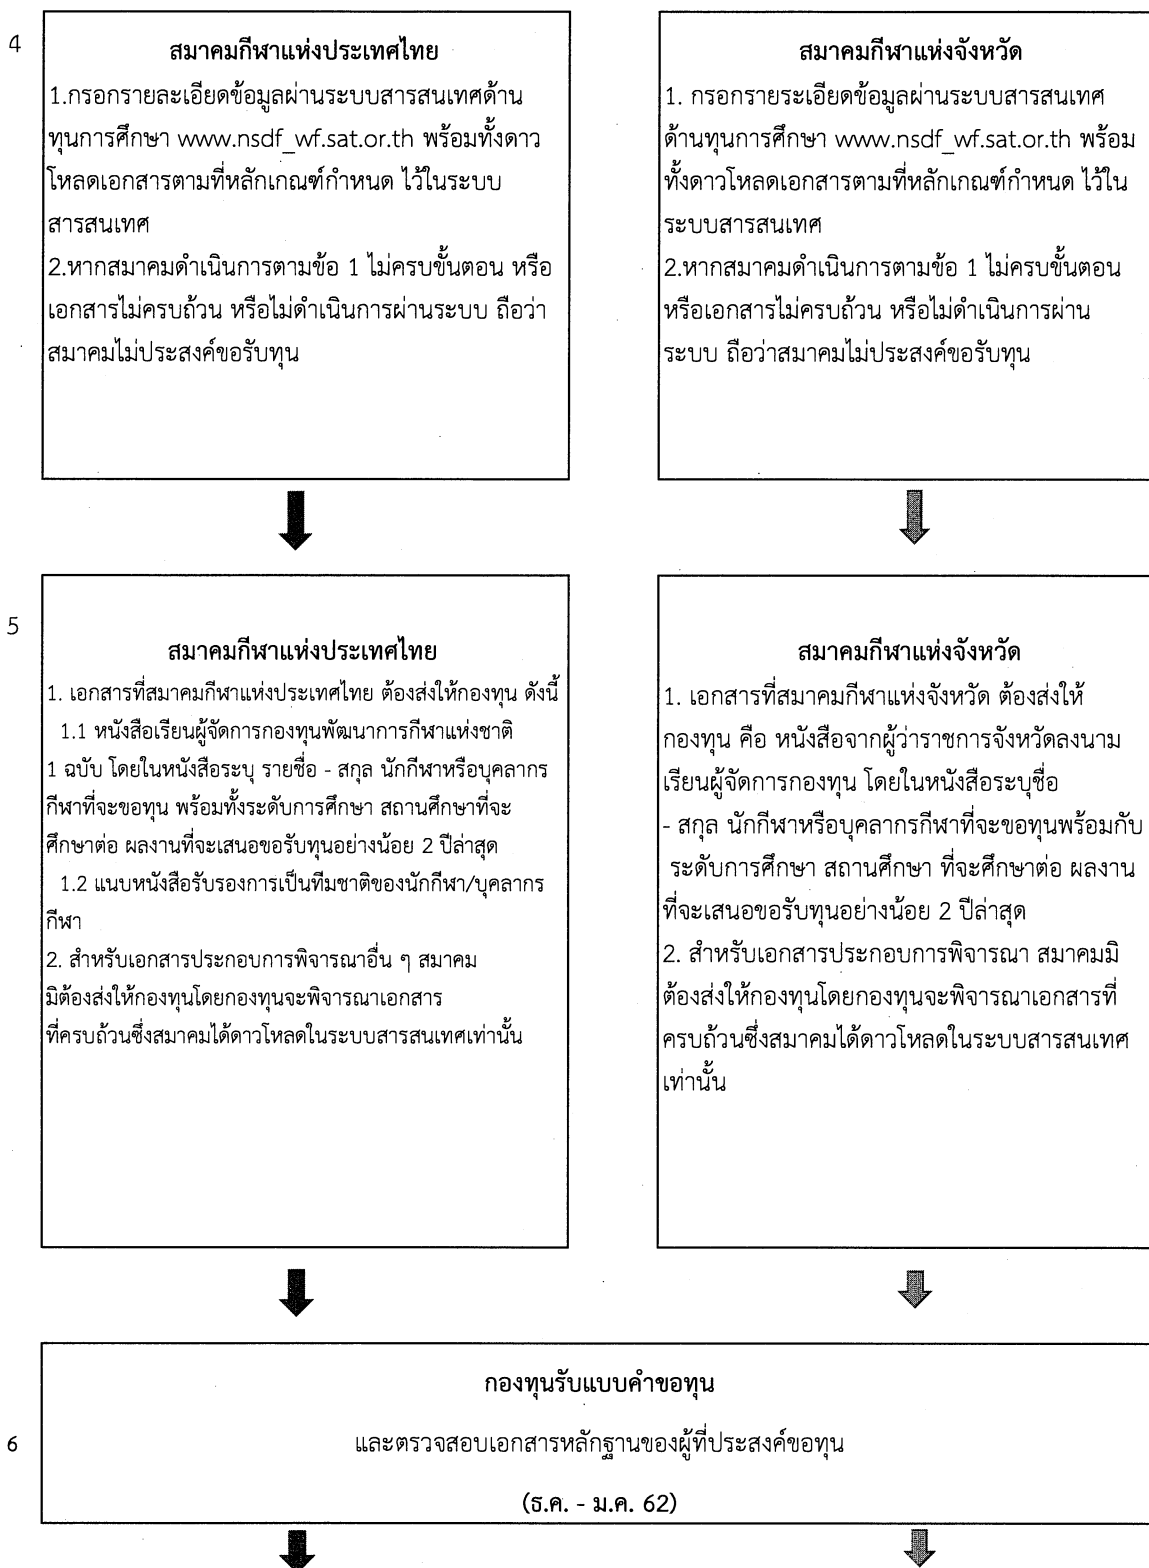 4
สมาคมกีฬาแห่งประเทศไทย
1.กรอกรายละเอียดข้อมูลผ่านระบบสารสนเทศด้าน
ทุนการศึกษา www.nsdf_wf.sat.or.th พร้อมทั้งดาว
โหลดเอกสารตามที่หลักเกณฑ์กำหนด ไว้ในระบบ
สารสนเทศ
2.หากสมาคมดำเนินการตามข้อ 1 ไม่ครบขั้นตอน หรือ
เอกสารไม่ครบถ้วน หรือไม่ดำเนินการผ่านระบบ ถือว่า
สมาคมไม่ประสงค์ขอรับทุน
สมาคมกีฬาแห่งจังหวัด
1. กรอกรายระเอียดข้อมูลผ่านระบบสารสนเทศ
ด้านทุนการศึกษา www.nsdf_wf.sat.or.th พร้อม
ทั้งดาวโหลดเอกสารตามที่หลักเกณฑ์กำหนด ไว้ใน
ระบบสารสนเทศ
2.หากสมาคมดำเนินการตามข้อ 1 ไม่ครบขั้นตอน
หรือเอกสารไม่ครบถ้วน หรือไม่ดำเนินการผ่าน
ระบบ ถือว่าสมาคมไม่ประสงค์ขอรับทุน
5
สมาคมกีฬาแห่งประเทศไทย
1. เอกสารที่สมาคมกีฬาแห่งประเทศไทย ต้องส่งให้กองทุน ดังนี้
1.1 หนังสือเรียนผู้จัดการกองทุนพัฒนาการกีฬาแห่งชาติ
1 ฉบับ โดยในหนังสือระบุ รายชื่อ - สกุล นักกีฬาหรือบุคลากร
กีฬาที่จะขอทุน พร้อมทั้งระดับการศึกษา สถานศึกษาที่จะ
ศึกษาต่อ ผลงานที่จะเสนอขอรับทุนอย่างน้อย 2 ปีล่าสุด
1.2 แนบหนังสือรับรองการเป็นทีมชาติของนักกีฬา/บุคลากร
กีฬา
2. สำหรับเอกสารประกอบการพิจารณาอื่น ๆ สมาคม
มิต้องส่งให้กองทุนโดยกองทุนจะพิจารณาเอกสาร
ที่ครบถ้วนซึ่งสมาคมได้ดาวโหลดในระบบสารสนเทศเท่านั้น
สมาคมกีฬาแห่งจังหวัด
1. เอกสารที่สมาคมกีฬาแห่งจังหวัด ต้องส่งให้
กองทุน คือ หนังสือจากผู้ว่าราชการจังหวัดลงนาม
เรียนผู้จัดการกองทุน โดยในหนังสือระบุชื่อ
- สกุล นักกีฬาหรือบุคลากรกีฬาที่จะขอทุนพร้อมกับ
ระดับการศึกษา สถานศึกษา ที่จะศึกษาต่อ ผลงาน
ที่จะเสนอขอรับทุนอย่างน้อย 2 ปีล่าสุด
2. สำหรับเอกสารประกอบการพิจารณา สมาคมมิ
ต้องส่งให้กองทุนโดยกองทุนจะพิจารณาเอกสารที่
ครบถ้วนซึ่งสมาคมได้ดาวโหลดในระบบสารสนเทศ
เท่านั้น
6
กองทุนรับแบบคำขอทุน
และตรวจสอบเอกสารหลักฐานของผู้ที่ประสงค์ขอทุน
(ธ.ค. - ม.ค. 62)